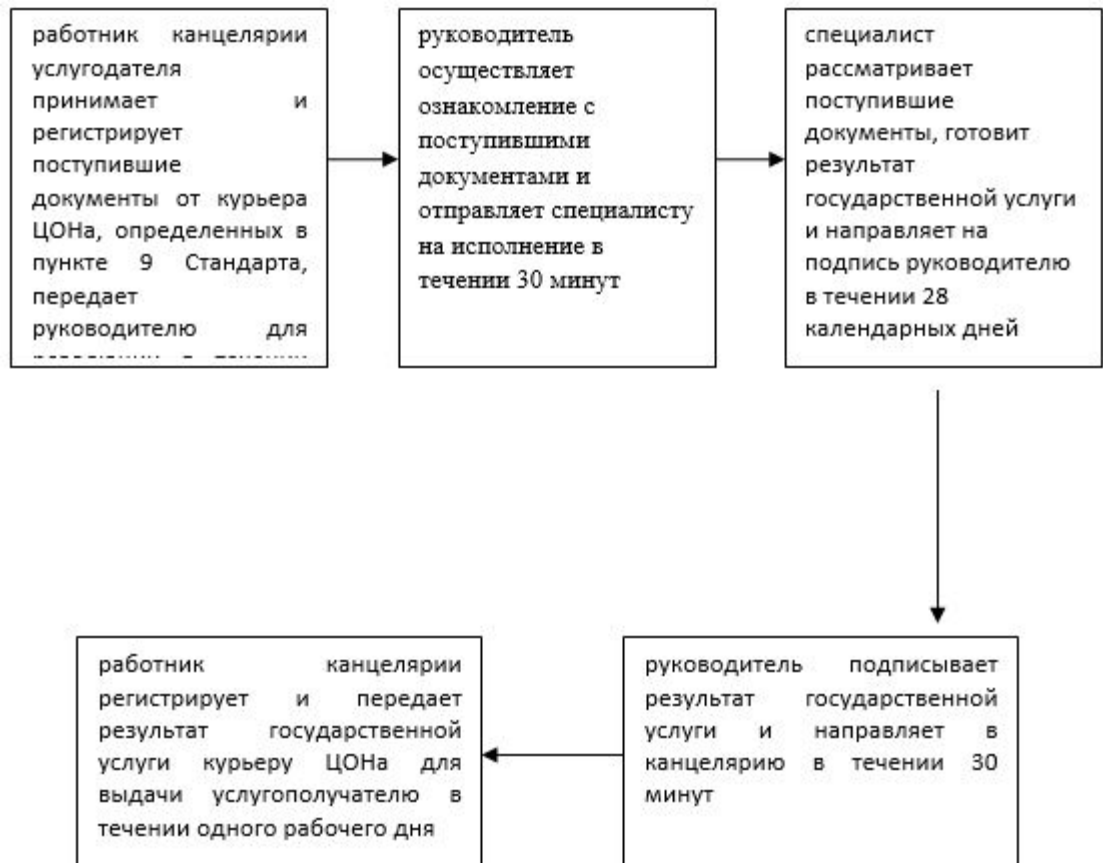 работник канцелярии
услугодателя
принимает и
регистрирует
поступившие
документы от курьера
ЦОНа, определенных в
пункте 9 Стандарта,
передает
руководителю для
руководитель
осуществляет
ознакомление с
поступившими
документами и
отправляет специалисту
на исполнение в
течении 30 минут
специалист
рассматривает
поступившие
документы, готовит
результат
государственной услуги
и направляет на
подпись руководителю
в течении 28
календарных дней
руководитель подписывает
результат государственной
услуги и направляет в
канцелярию в течении 30
минут
работник канцелярии
регистрирует и передает
результат государственной
услуги курьеру ЦОНа для
выдачи услугополучателю в
течении одного рабочего дня